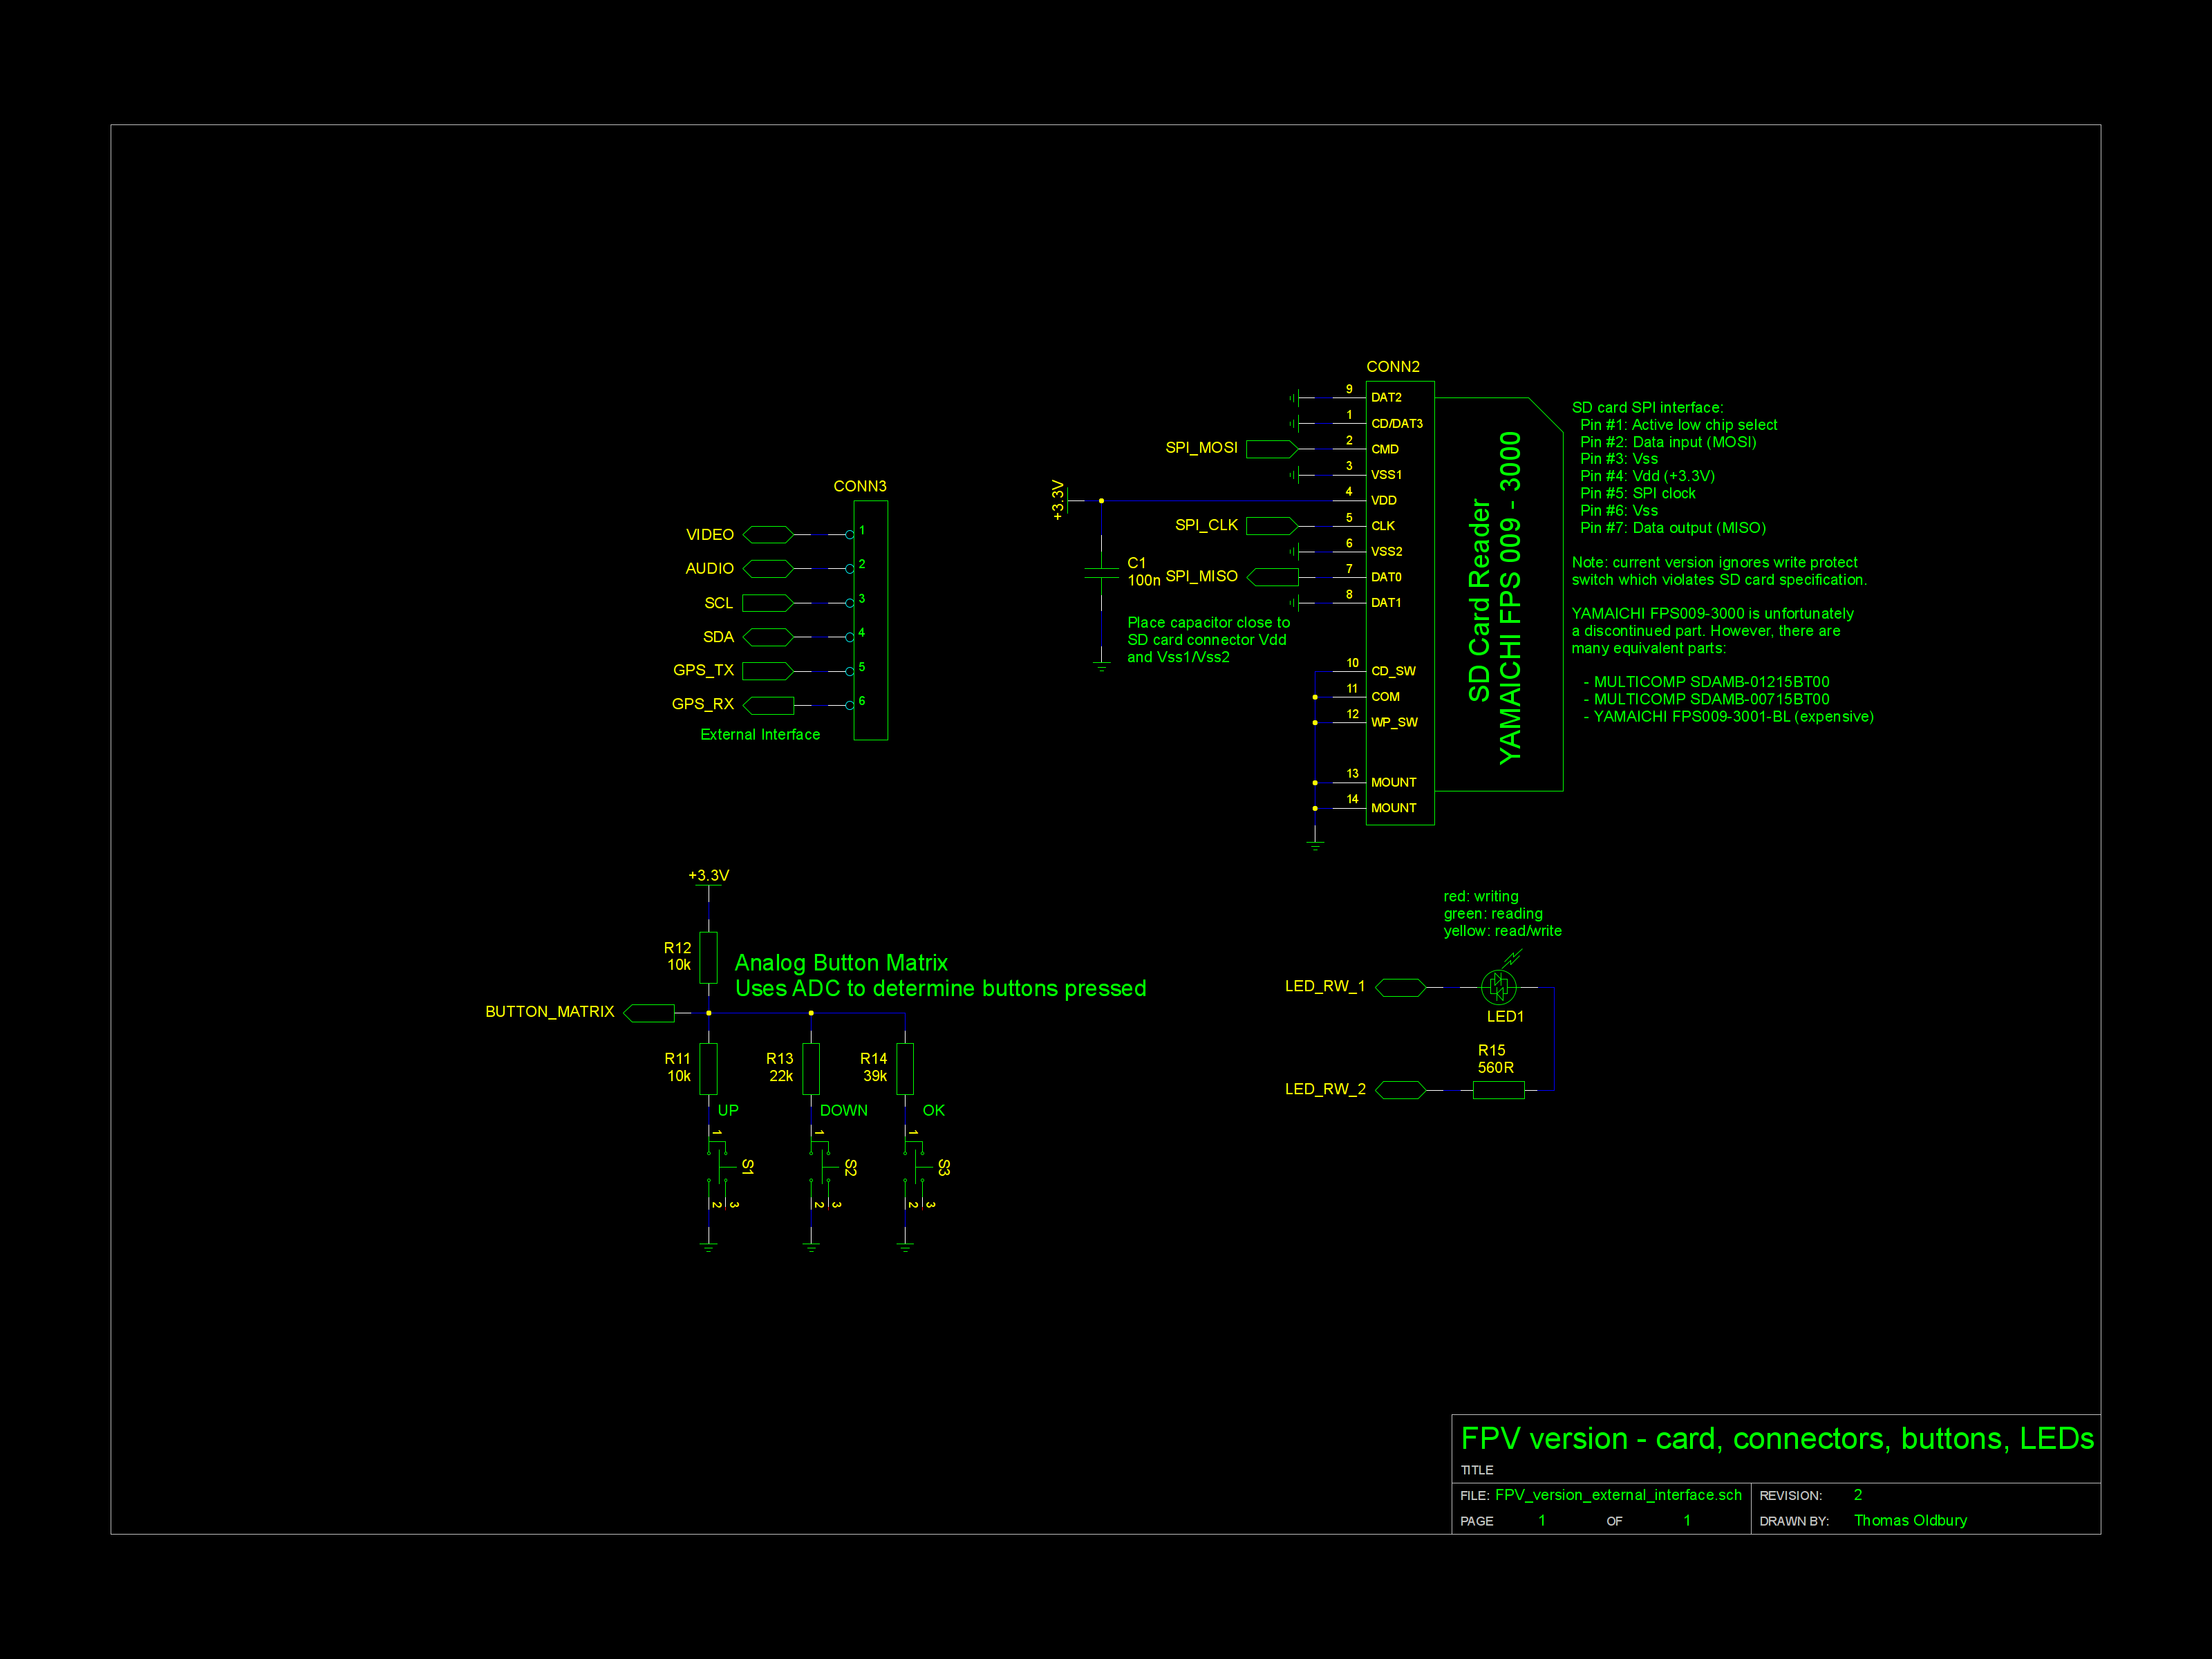 CONN2
9 DAT2
1 CD/DAT3
SPI_MOSI 2 CMD
3 VSS1
+3.3V 4 VDD
SPI_CLK 5 CLK
6 VSS2
SPI_MISO 7 DAT0
8 DAT1
10 CD_SW
11 COM
12 WP_SW
13 MOUNT
14 MOUNT
SD Card Reader
YAMAICHI FPS 009 - 3000
C1
100n
Place capacitor close to
SD card connector Vdd
and Vss1/Vss2
SD card SPI interface:
Pin #1: Active low chip select
Pin #2: Data input (MOSI)
Pin #3: Vss
Pin #4: Vdd (+3.3V)
Pin #5: SPI clock
Pin #6: Vss
Pin #7: Data output (MISO)
Note: current version ignores write protect
switch which violates SD card specification.
YAMAICHI FPS009-3000 is unfortunately
a discontinued part. However, there are
many equivalent parts:
- MULTICOMP SDAMB-01215BT00
- MULTICOMP SDAMB-00715BT00
- YAMAICHI FPS009-3001-BL (expensive)
CONN3
VIDEO 1
AUDIO 2
SCL 3
SDA 4
GPS_TX 5
GPS_RX 6
External Interface
+3.3V
R12
10k
Analog Button Matrix
Uses ADC to determine buttons pressed
BUTTON_MATRIX
R11
10k
R13
22k
R14
39k
UP DOWN OK
1 1 1
S1 S2 S3
2 3 2 3 2 3
red: writing
green: reading
yellow: read/write
LED_RW_1
LED1
R15
560R
LED_RW_2
FPV version - card, connectors, buttons, LEDs
TITLE
FILE: FPV_version_external_interface.sch REVISION: 2
PAGE 1 OF 1 DRAWN BY: Thomas Oldbury